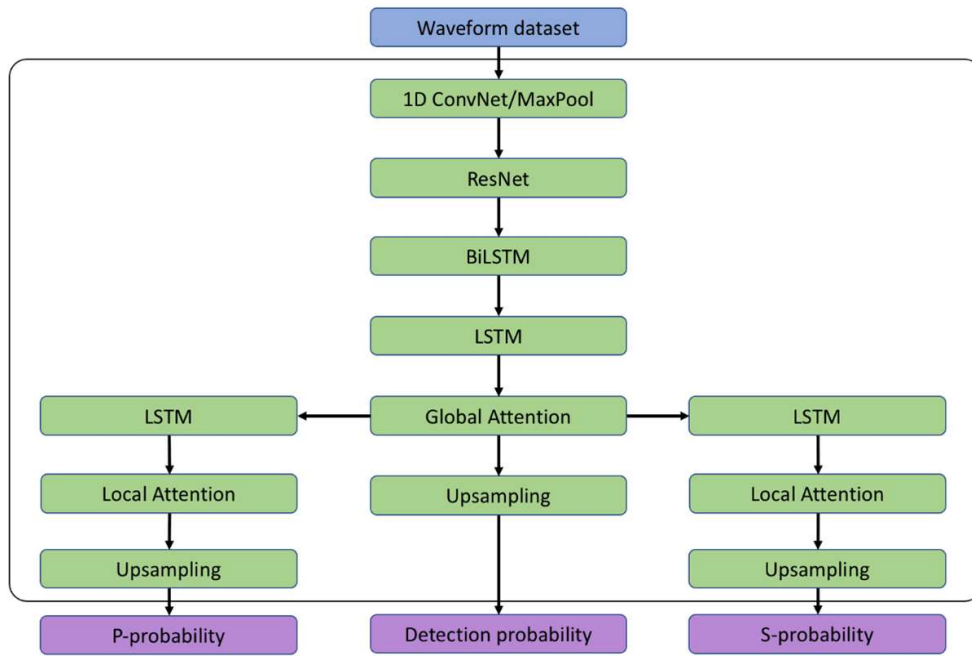 Waveform dataset
1D ConvNet/MaxPool
ResNet
BiLSTM
LSTM
LSTM
Global Attention
LSTM
Local Attention
Upsampling
Local Attention
Upsampling
Upsampling
P-probability
Detection probability
S-probability